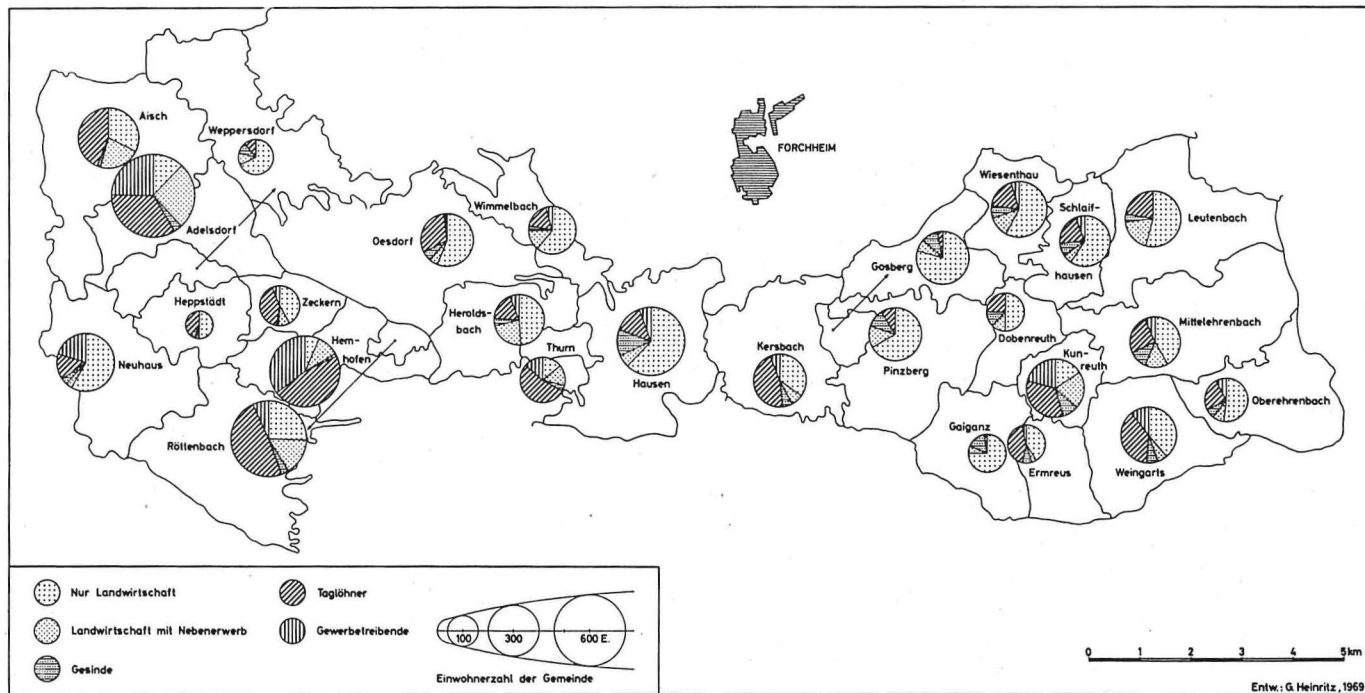 Aisch
Weppersdorf
FORCHHEIM
Wiesenthau
Schlaif-
hausen
Leutenbach
Wimmelbach
Oesdorf
Adelsdorf
Gosberg
Heppstädt
Zeckern
Herolds-
bach
Dobenreuth
Mittelehrenbach
Neuhaus
Hem-
hofen
Thurn
Hausen
Kersbach
Pinzberg
Kun-
reuth
Oberehrenbach
Röttenbach
Gaiganz
Ermreus
Weingarts
Nur Landwirtschaft
Landwirtschaft mit Nebenerwerb
Gesinde
Taglöhner
Gewerbetreibende
100 300 600 E.
Einwohnerzahl der Gemeinde
0 1 2 3 4 5km
Entw.: G. Heinritz, 1969